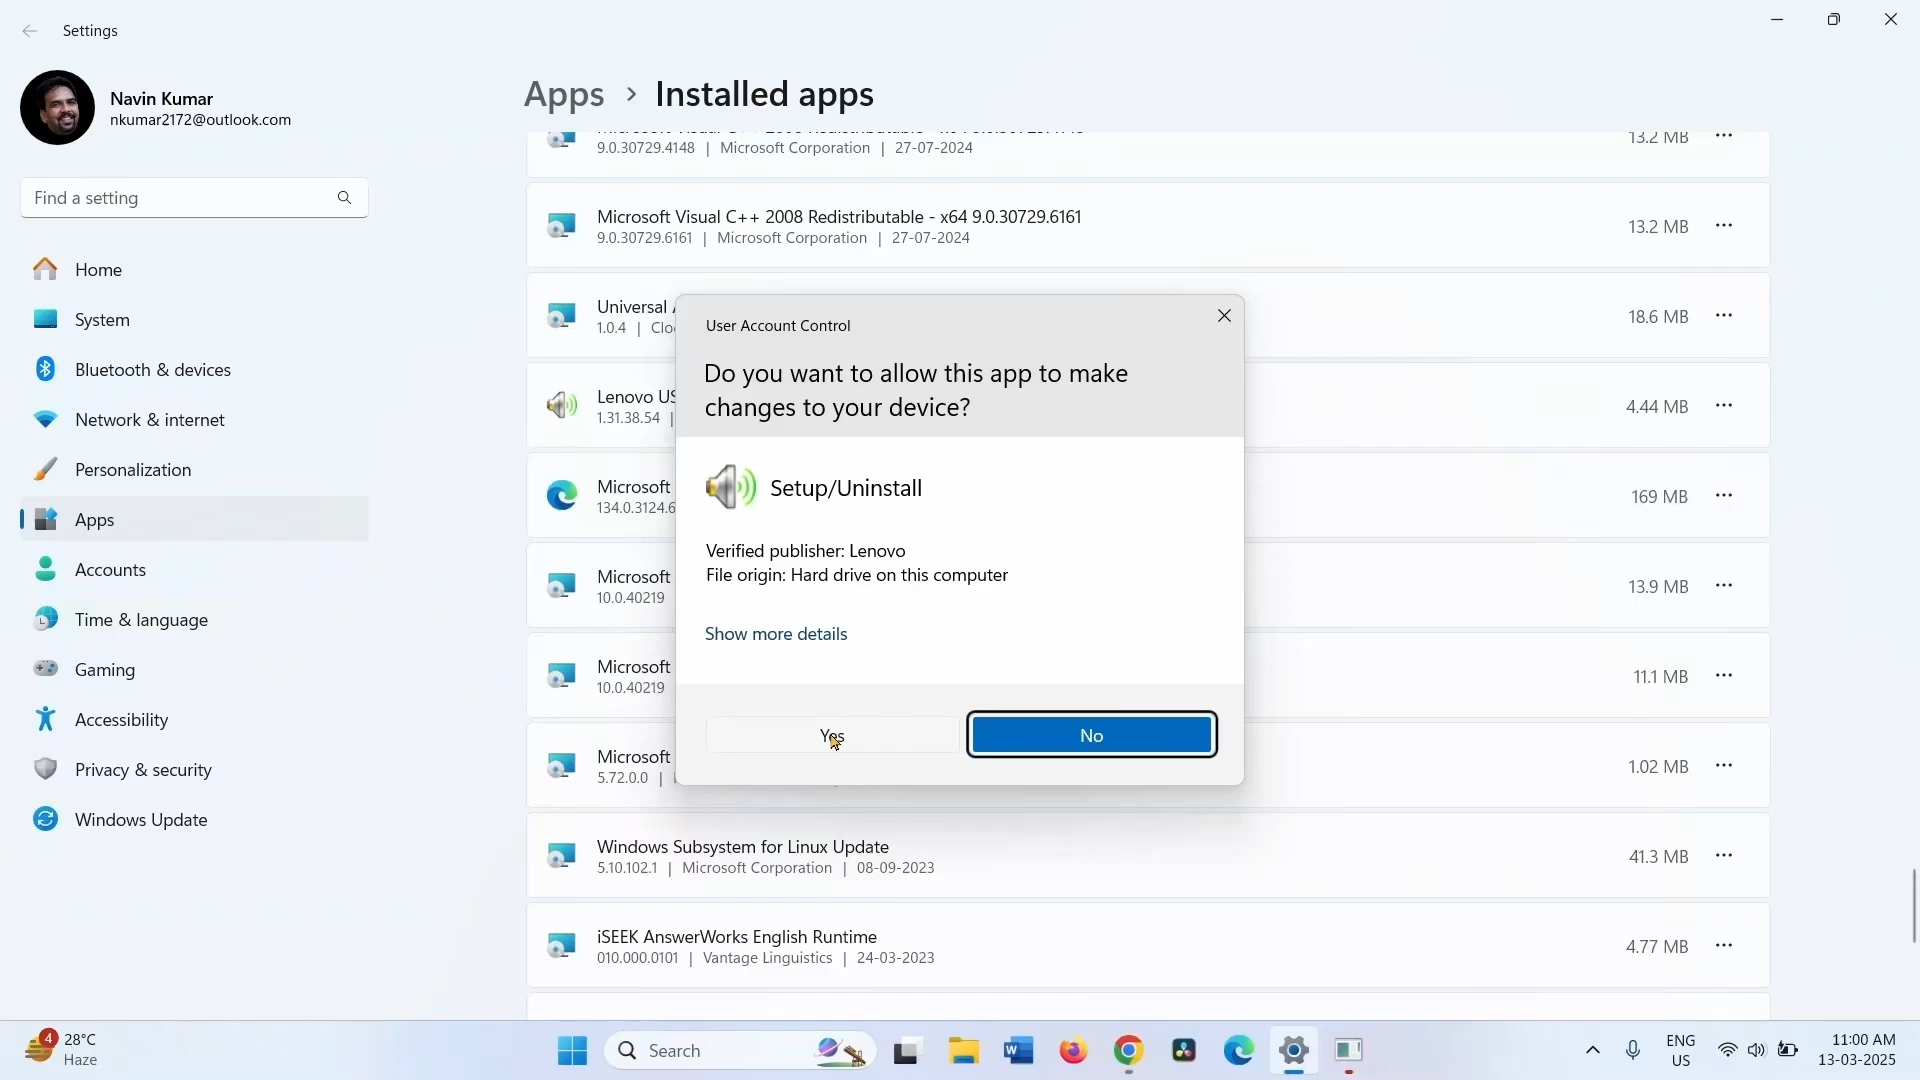 Settings
Navin Kumar
nkumar2172@outlook.com
Find a setting
Home
System
Bluetooth & devices
Network & internet
Personalization
Apps
Accounts
Time & language
Gaming
Accessibility
Privacy & security
Windows Update
Apps > Installed apps
13.2 MB
9.0.30729.4148 | Microsoft Corporation | 27-07-2024
Microsoft Visual C++ 2008 Redistributable - x64 9.0.30729.6161
9.0.30729.6161 | Microsoft Corporation | 27-07-2024
13.2 MB
Universal
1.0.4 |
18.6 MB
Lenovo
1.31.38.54 |
4.44 MB
Microsoft
169 MB
Microsoft
10.0.40219
13.9 MB
Microsoft
10.0.40219
11.1 MB
Microsoft
5.72.0.0 |
1.02 MB
Windows Subsystem for Linux Update
5.10.102.1 | Microsoft Corporation | 08-09-2023
41.3 MB
iSEEK AnswerWorks English Runtime
010.000.0101 | Vantage Linguistics | 24-03-2023
4.77 MB
User Account Control
Do you want to allow this app to make
changes to your device?
Setup/Uninstall
Verified publisher: Lenovo
File origin: Hard drive on this computer
Show more details
Yes
No
4
28°C
Haze
Search
ENG
US
11:00 AM
13-03-2025